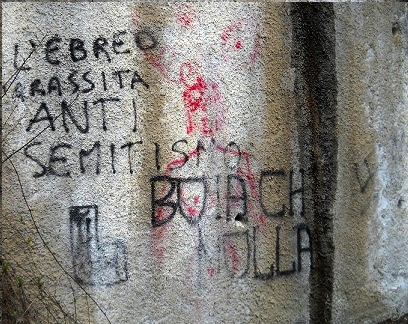 L'EBREO
ANTI
SEMITISMO
BOIA CHI
MOLLA